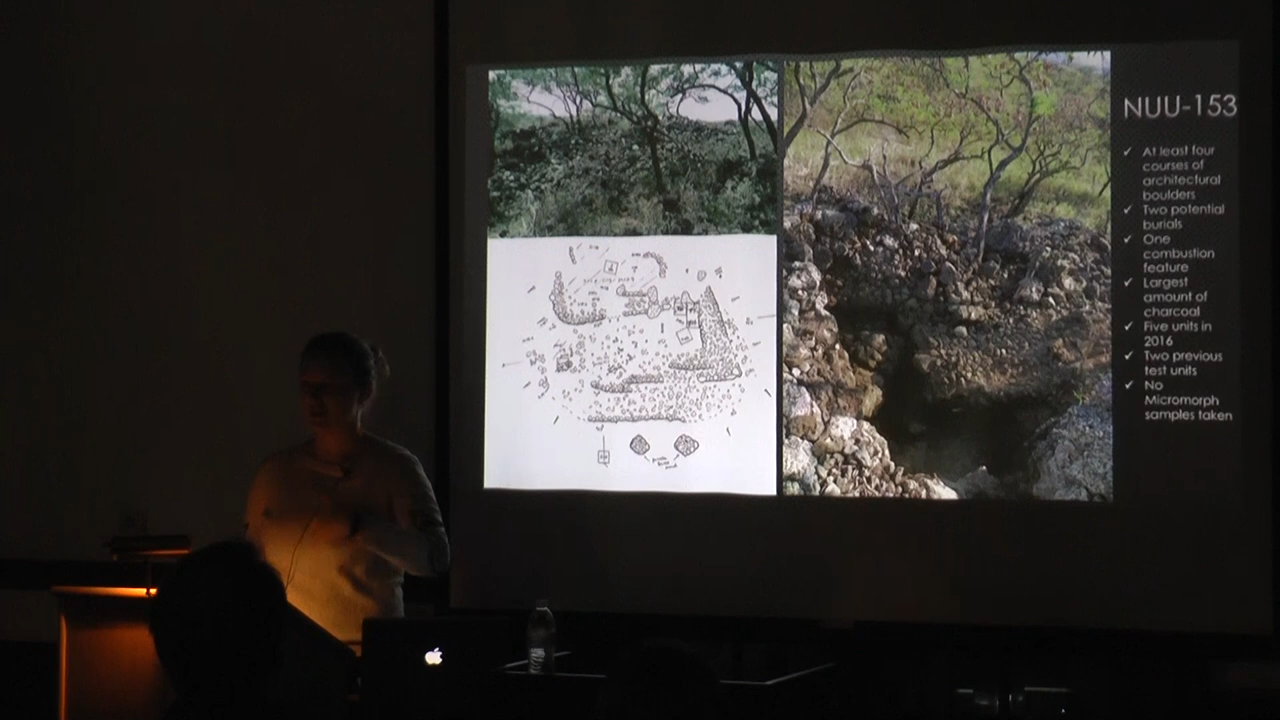 NUU-153
✓ At least four
courses of
architectural
boulders
✓ Two potential
burials
✓ One
combustion
feature
✓ Largest
amount of
charcoal
✓ Five units in
2016
✓ Two previous
test units
✓ No
Micromorph
samples taken